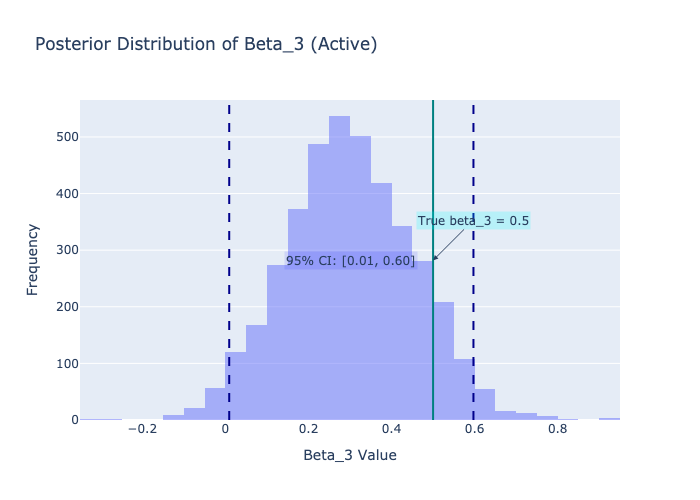 Posterior Distribution of Beta_3 (Active)
Frequency
500
400
300
200
100
0
True beta_3 = 0.5
95% CI: [0.01, 0.60]
−0.2
0
0.2
0.4
0.6
0.8
Beta_3 Value